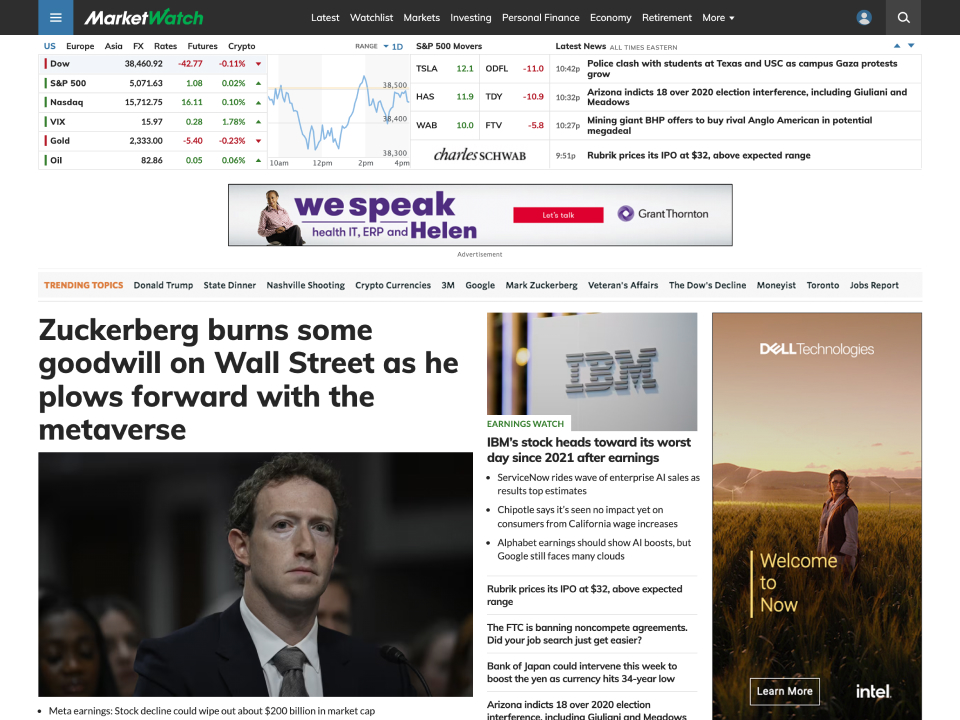 MarketWatch
Latest Watchlist Markets Investing Personal Finance Economy Retirement More
US Europe Asia FX Rates Futures Crypto
RANGE 1D
Dow 38,460.92 -42.77 -0.11%
S&P 500 5,071.63 1.08 0.02%
Nasdaq 15,712.75 16.11 0.10%
VIX 15.97 0.28 1.78%
Gold 2,333.00 -5.40 -0.23%
Oil 82.86 0.05 0.06%
38,500
38,400
38,300
10am 12pm 2pm 4pm
S&P 500 Movers
TSLA 12.1 ODFL -11.0
HAS 11.9 TDY -10.9
WAB 10.0 FTV -5.8
charles SCHWAB
Latest News ALL TIMES EASTERN
10:42p Police clash with students at Texas and USC as campus Gaza protests
grow
10:32p Arizona indicts 18 over 2020 election interference, including Giuliani and
Meadows
10:27p Mining giant BHP offers to buy rival Anglo American in potential
megadeal
9:51p Rubrik prices its IPO at $32, above expected range
we speak
health IT, ERP and Helen
Let's talk
GrantThornton
Advertisement
TRENDING TOPICS Donald Trump State Dinner Nashville Shooting Crypto Currencies 3M Google Mark Zuckerberg Veteran's Affairs The Dow's Decline Moneyist Toronto Jobs Report
Zuckerberg burns some
goodwill on Wall Street as he
plows forward with the
metaverse
• Meta earnings: Stock decline could wipe out about $200 billion in market cap
IBM
EARNINGS WATCH
IBM's stock heads toward its worst
day since 2021 after earnings
• ServiceNow rides wave of enterprise AI sales as
results top estimates
• Chipotle says it's seen no impact yet on
consumers from California wage increases
• Alphabet earnings should show AI boosts, but
Google still faces many clouds
Rubrik prices its IPO at $32, above expected
range
The FTC is banning noncompete agreements.
Did your job search just get easier?
Bank of Japan could intervene this week to
boost the yen as currency hits 34-year low
Arizona indicts 18 over 2020 election
interference, including Giuliani and Meadows
DELL Technologies
Welcome
to
Now
Learn More
intel.